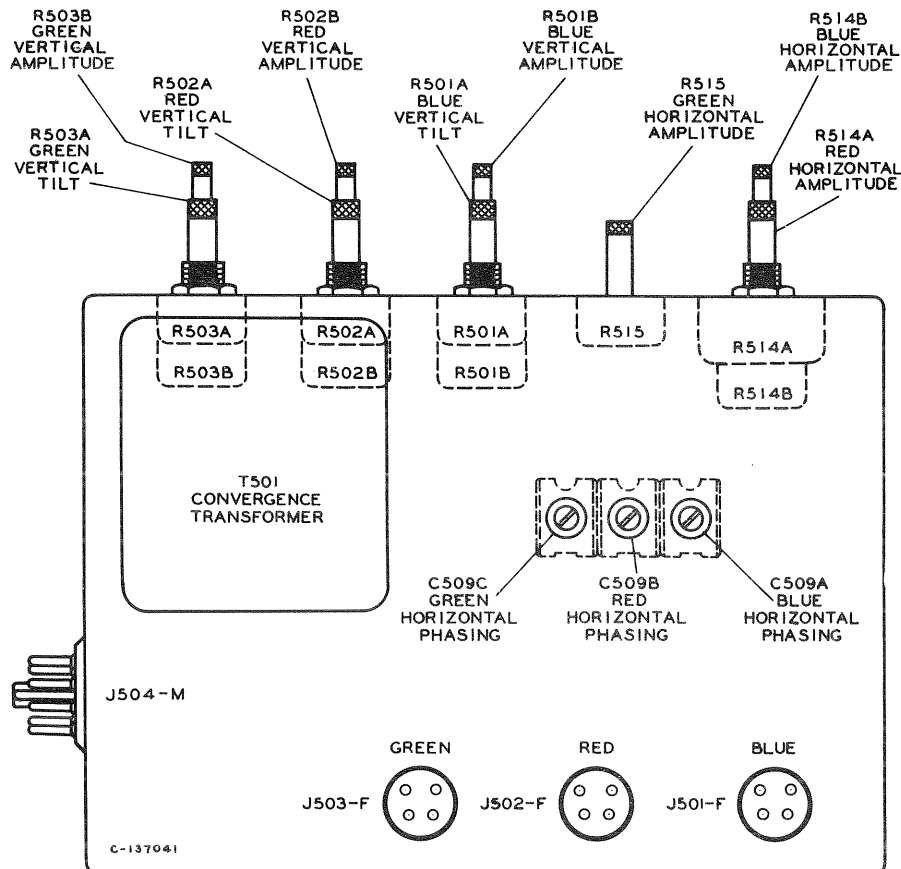 R503B
GREEN
VERTICAL
AMPLITUDE
R502B
RED
VERTICAL
AMPLITUDE
R501B
BLUE
VERTICAL
AMPLITUDE
R514B
BLUE
HORIZONTAL
AMPLITUDE
R502A
RED
VERTICAL
TILT
R501A
BLUE
VERTICAL
TILT
R515
GREEN
HORIZONTAL
AMPLITUDE
R503A
GREEN
VERTICAL
TILT
R514A
RED
HORIZONTAL
AMPLITUDE
R503A
R502A
R501A
R515
R514A
R503B
R502B
R501B
R514B
T501
CONVERGENCE
TRANSFORMER
C509C
GREEN
HORIZONTAL
PHASING
C509B
RED
HORIZONTAL
PHASING
C509A
BLUE
HORIZONTAL
PHASING
J504-M
GREEN
RED
BLUE
J503-F
J502-F
J501-F
C-137041